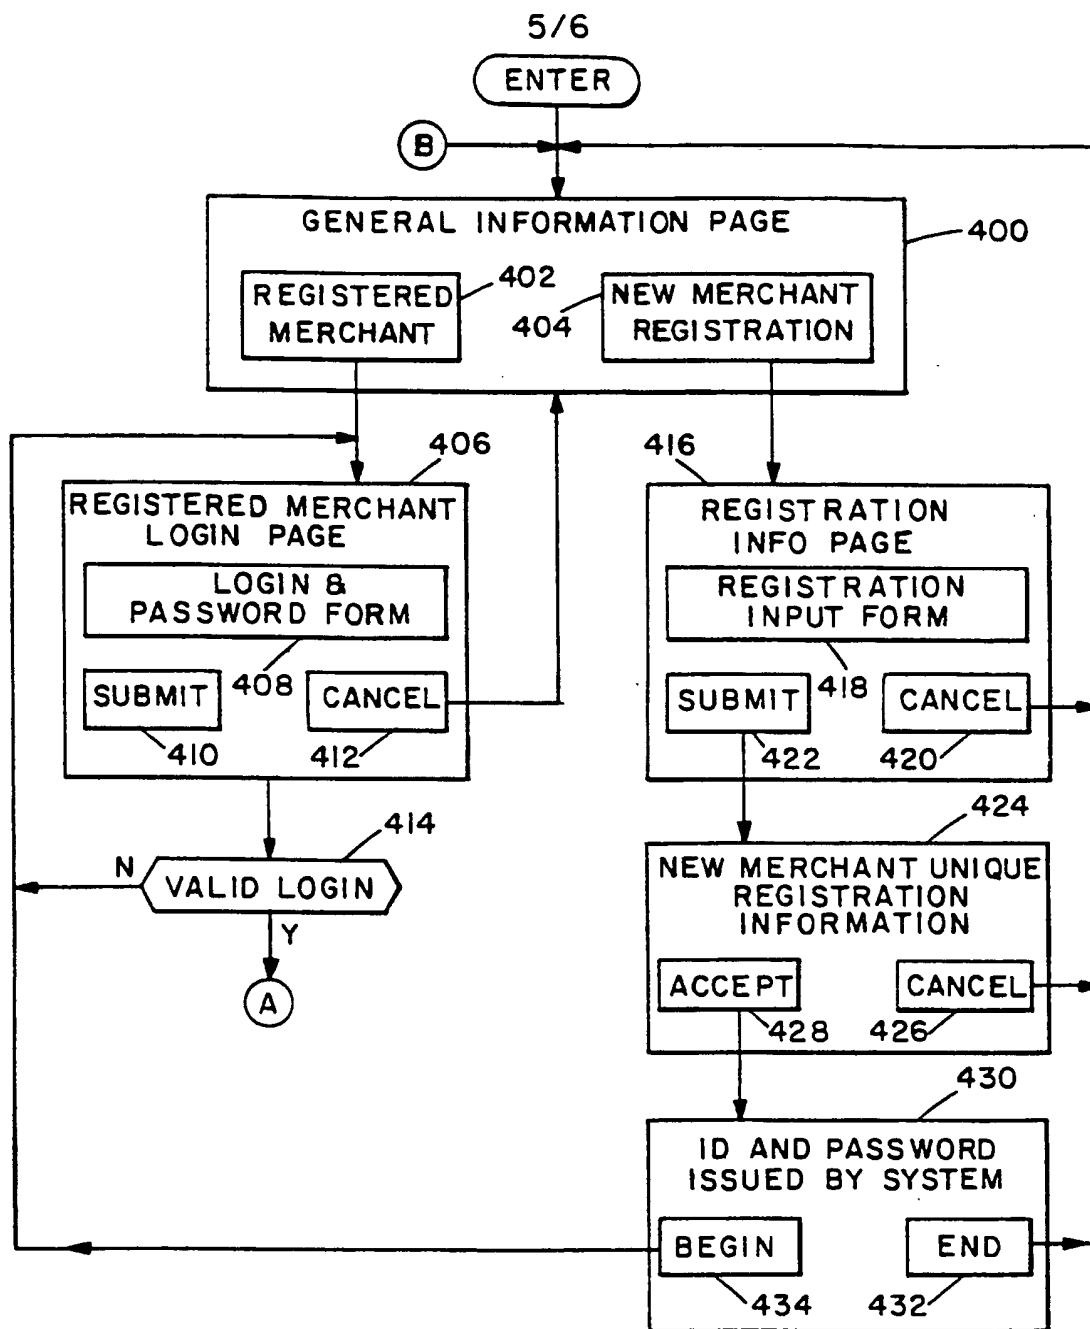 5/6
ENTER
B
GENERAL INFORMATION PAGE
400
REGISTERED
MERCHANT
402
404
NEW MERCHANT
REGISTRATION
406
REGISTERED MERCHANT
LOGIN PAGE
LOGIN &
PASSWORD FORM
408
SUBMIT
410
CANCEL
412
416
REGISTRATION
INFO PAGE
REGISTRATION
INPUT FORM
418
SUBMIT
422
CANCEL
420
414
N
VALID LOGIN
Y
A
424
NEW MERCHANT UNIQUE
REGISTRATION
INFORMATION
ACCEPT
428
CANCEL
426
430
ID AND PASSWORD
ISSUED BY SYSTEM
BEGIN
434
END
432